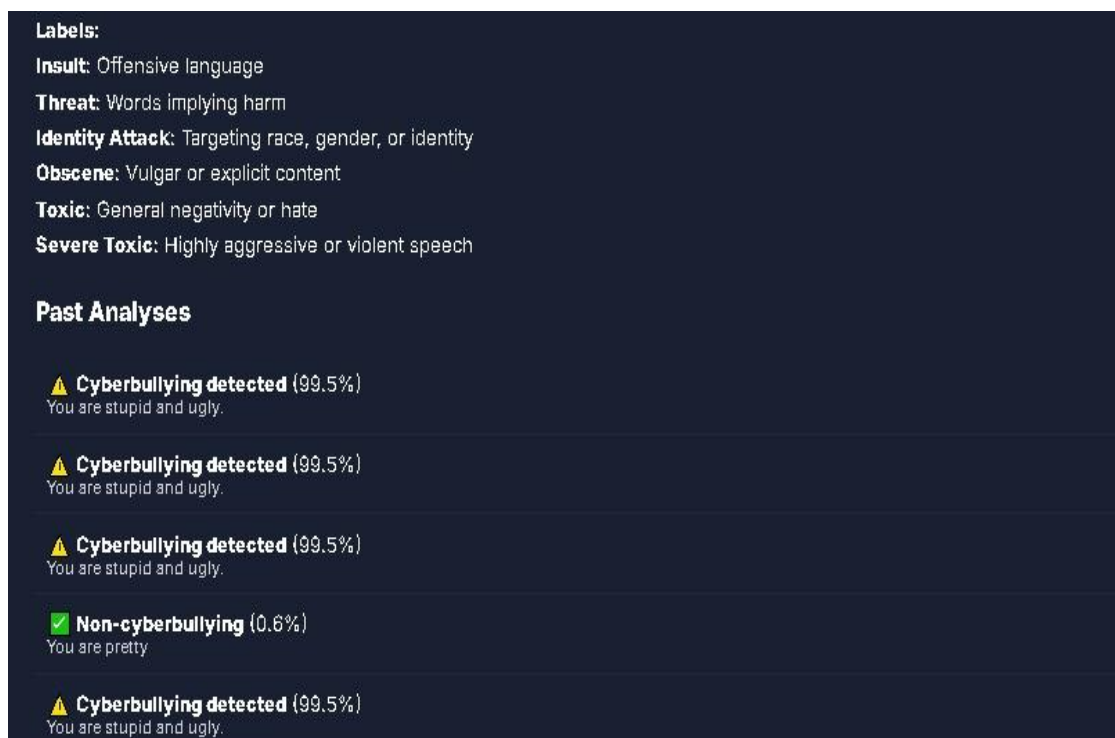 Labels:
Insult: Offensive language
Threat: Words implying harm
Identity Attack: Targeting race, gender, or identity
Obscene: Vulgar or explicit content
Toxic: General negativity or hate
Severe Toxic: Highly aggressive or violent speech
Past Analyses
Cyberbullying detected (99.5%)
You are stupid and ugly.
Cyberbullying detected (99.5%)
You are stupid and ugly.
Cyberbullying detected (99.5%)
You are stupid and ugly.
Non-cyberbullying (0.6%)
You are pretty
Cyberbullying detected (99.5%)
You are stupid and ugly.